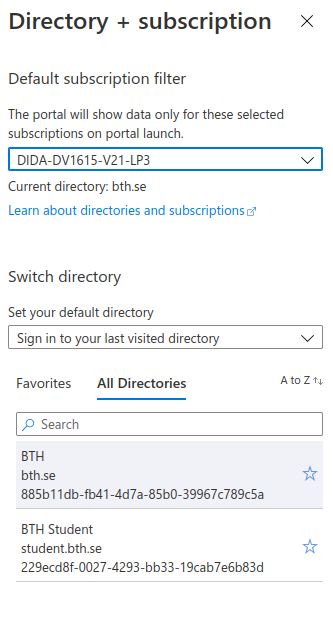 Directory + subscription
Default subscription filter
The portal will show data only for these selected
subscriptions on portal launch.
DIDA-DV1615-V21-LP3
Current directory: bth.se
Learn about directories and subscriptions
Switch directory
Set your default directory
Sign in to your last visited directory
Favorites All Directories A to Z ↑↓
Search
BTH
bth.se
885b11db-fb41-4d7a-85b0-39967c789c5a
BTH Student
student.bth.se
229ecd8f-0027-4293-bb33-19cab7e6b83d